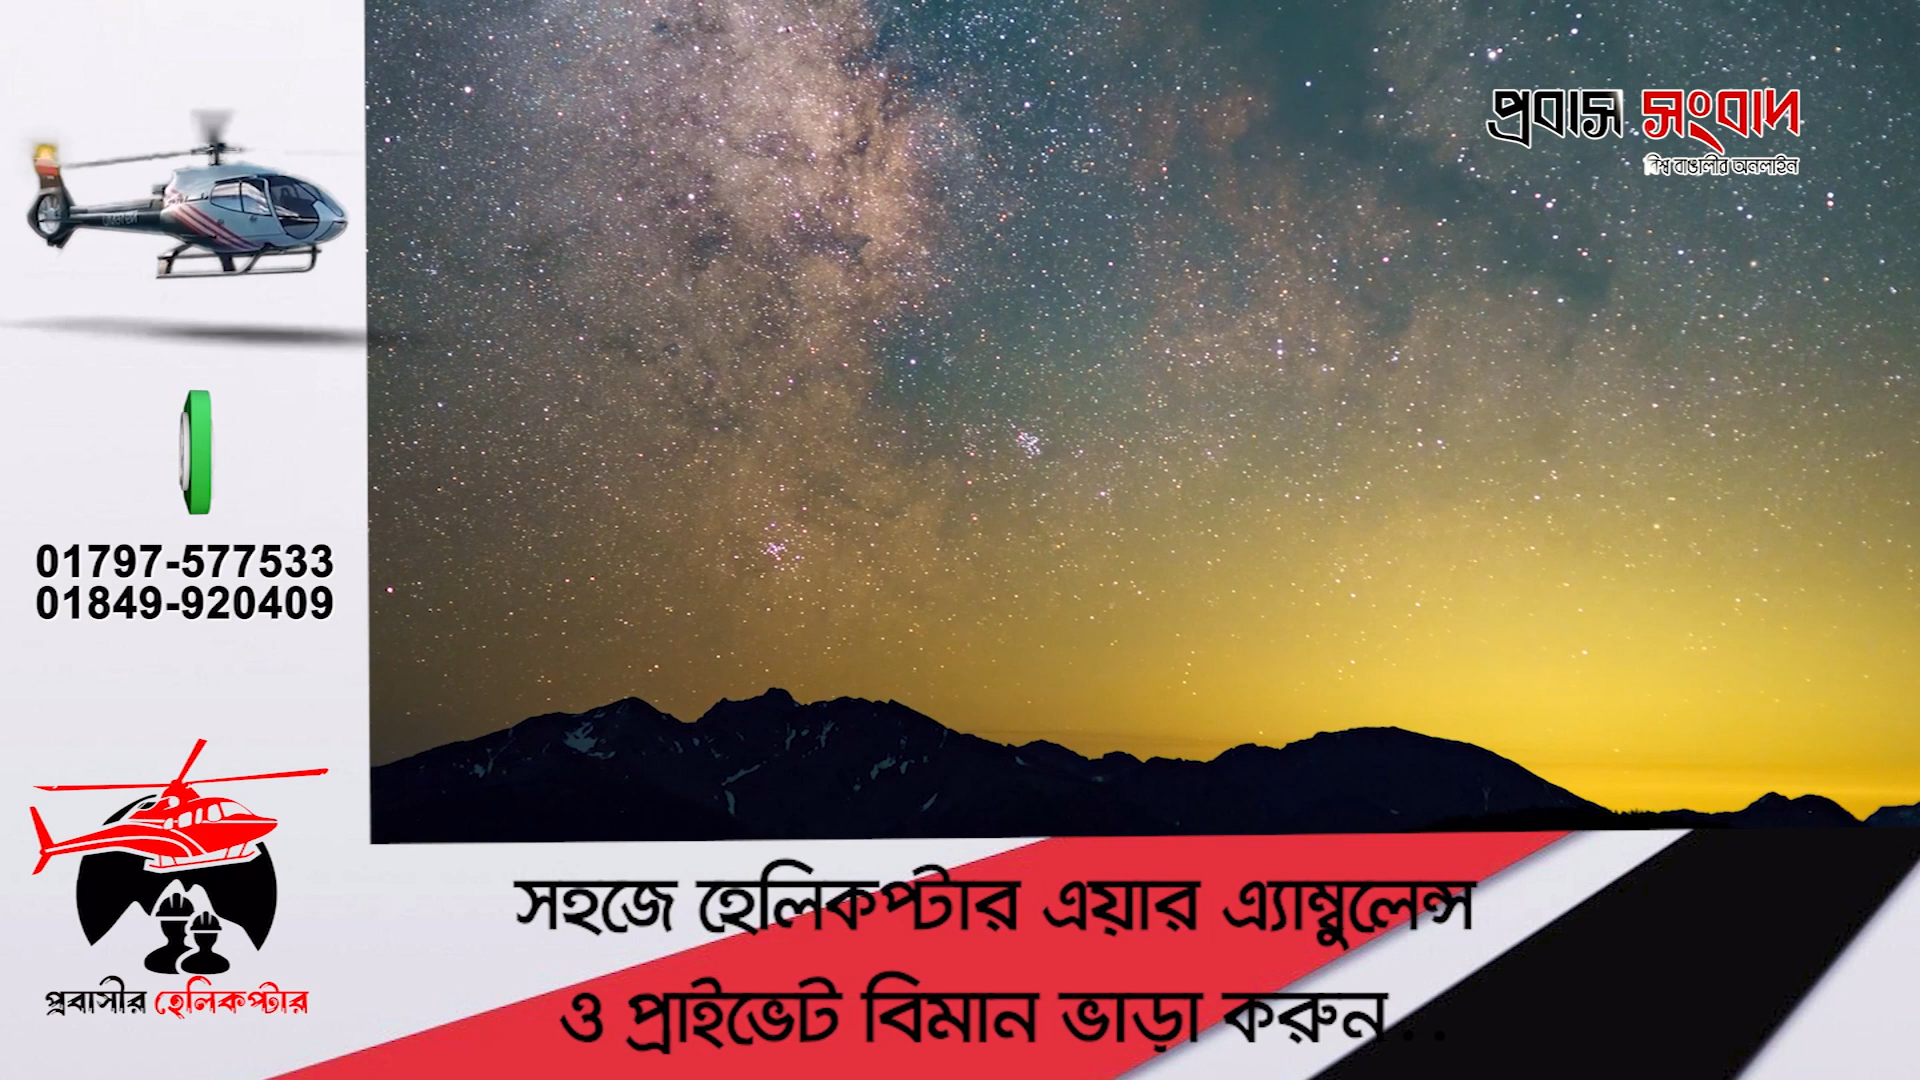 প্রবাস সংবাদ
বিশ্ব বাঙালীর অনলাইন
01797-577533
01849-920409
প্রবাসীর হেলিকপ্টার
সহজে হেলিকপ্টার এয়ার এ্যাম্বুলেন্স
ও প্রাইভেট বিমান ভাড়া করুন...